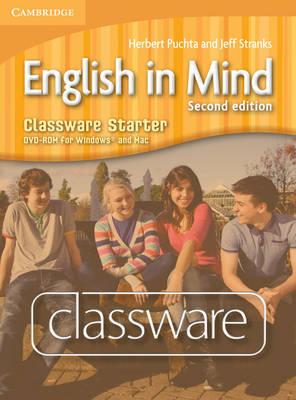 CAMBRIDGE
Herbert Puchta and Jeff Stranks
English in Mind
Second edition
Classware Starter
DVD-ROM for Windows® and Mac
classware